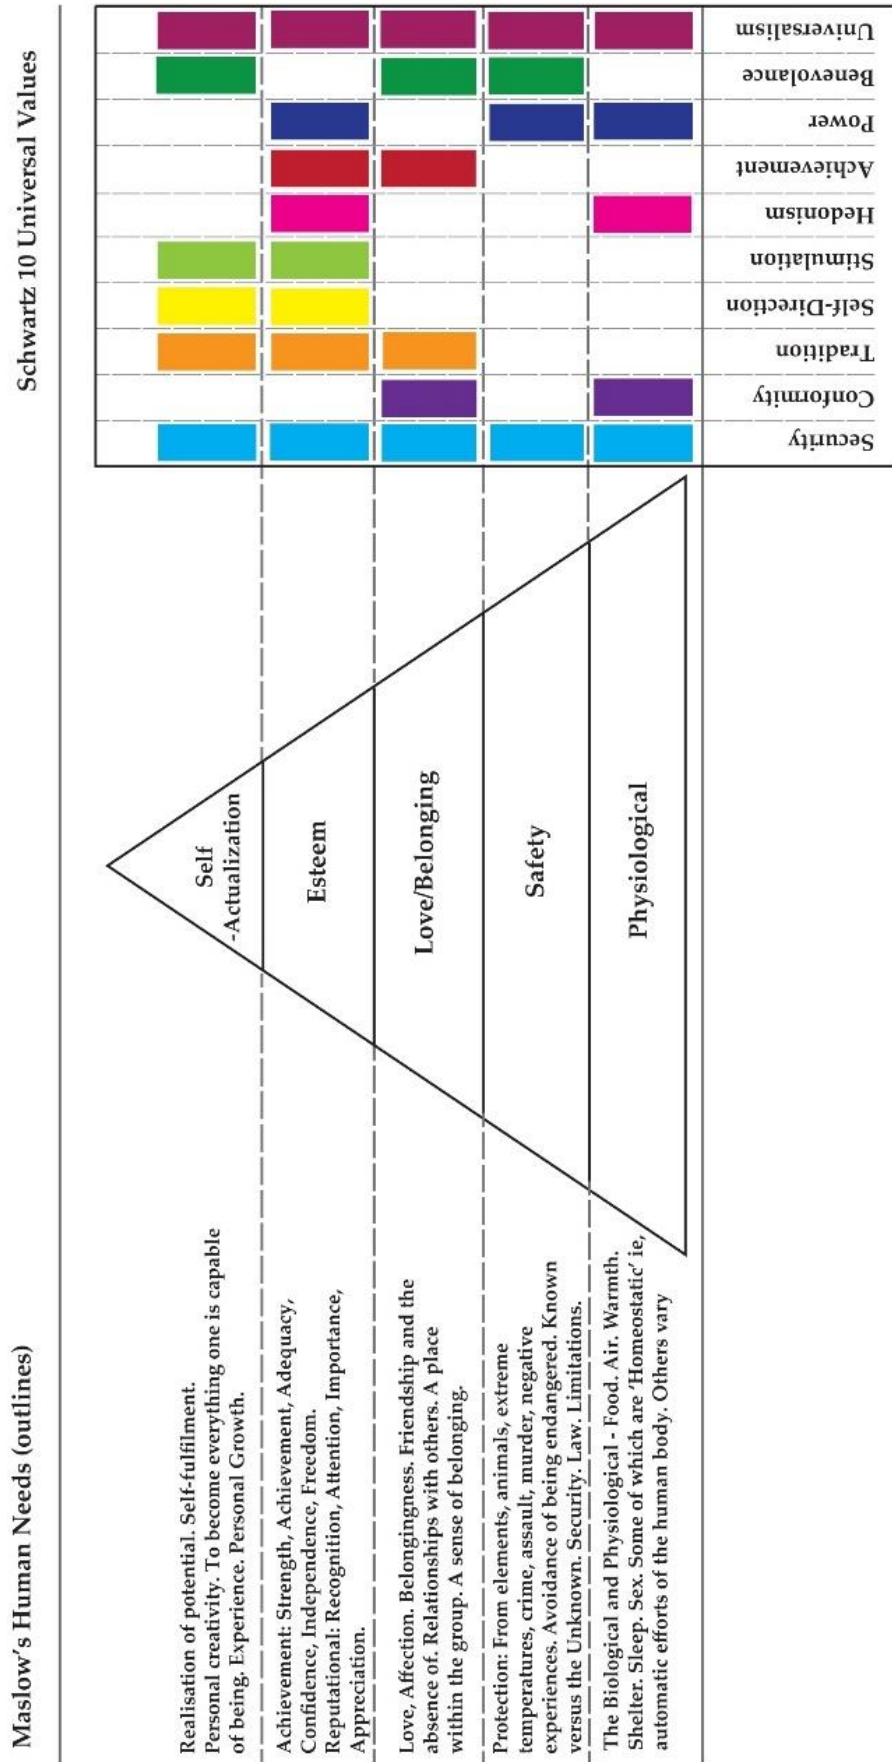 Maslow's Human Needs (outlines)
Schwartz 10 Universal Values
Realisation of potential. Self-fulfilment.
Personal creativity. To become everything one is capable
of being. Experience. Personal Growth.
Self
-Actualization
Achievement: Strength, Achievement, Adequacy,
Confidence, Independence, Freedom.
Reputational: Recognition, Attention, Importance,
Appreciation.
Esteem
Love, Affection. Belongingness. Friendship and the
absence of. Relationships with others. A place
within the group. A sense of belonging.
Love/Belonging
Protection: From elements, animals, extreme
temperatures, crime, assault, murder, negative
experiences. Avoidance of being endangered. Known
versus the Unknown. Security. Law. Limitations.
Safety
The Biological and Physiological - Food. Air. Warmth.
Shelter. Sleep. Sex. Some of which are 'Homeostatic' ie,
automatic efforts of the human body. Others vary
Physiological
Security
Conformity
Tradition
Self-Direction
Stimulation
Hedonism
Achievement
Power
Benevolance
Universalism